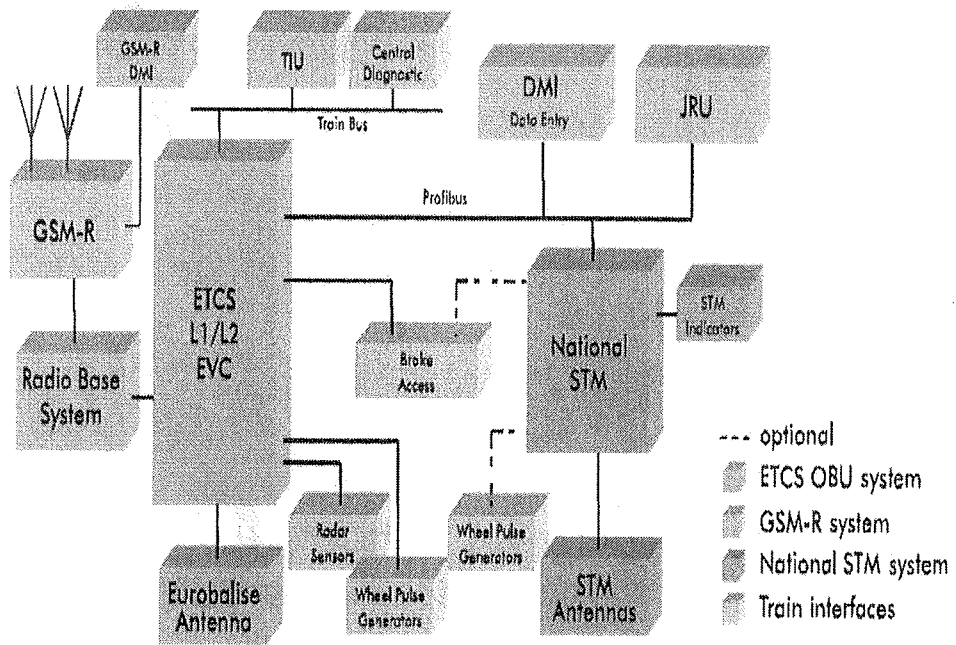 GSM-R
DMI
TIU
Central
Diagnostic
Train Bus
DMI
Data Entry
JRU
Profibus
GSM-R
ETCS
L1/L2
EVC
Brake
Access
National
STM
STM
Indicators
Radio Base
System
Radar
Sensors
Wheel Pulse
Generators
Wheel Pulse
Generators
Eurobalise
Antenna
STM
Antennas
optional
ETCS OBU system
GSM-R system
National STM system
Train interfaces